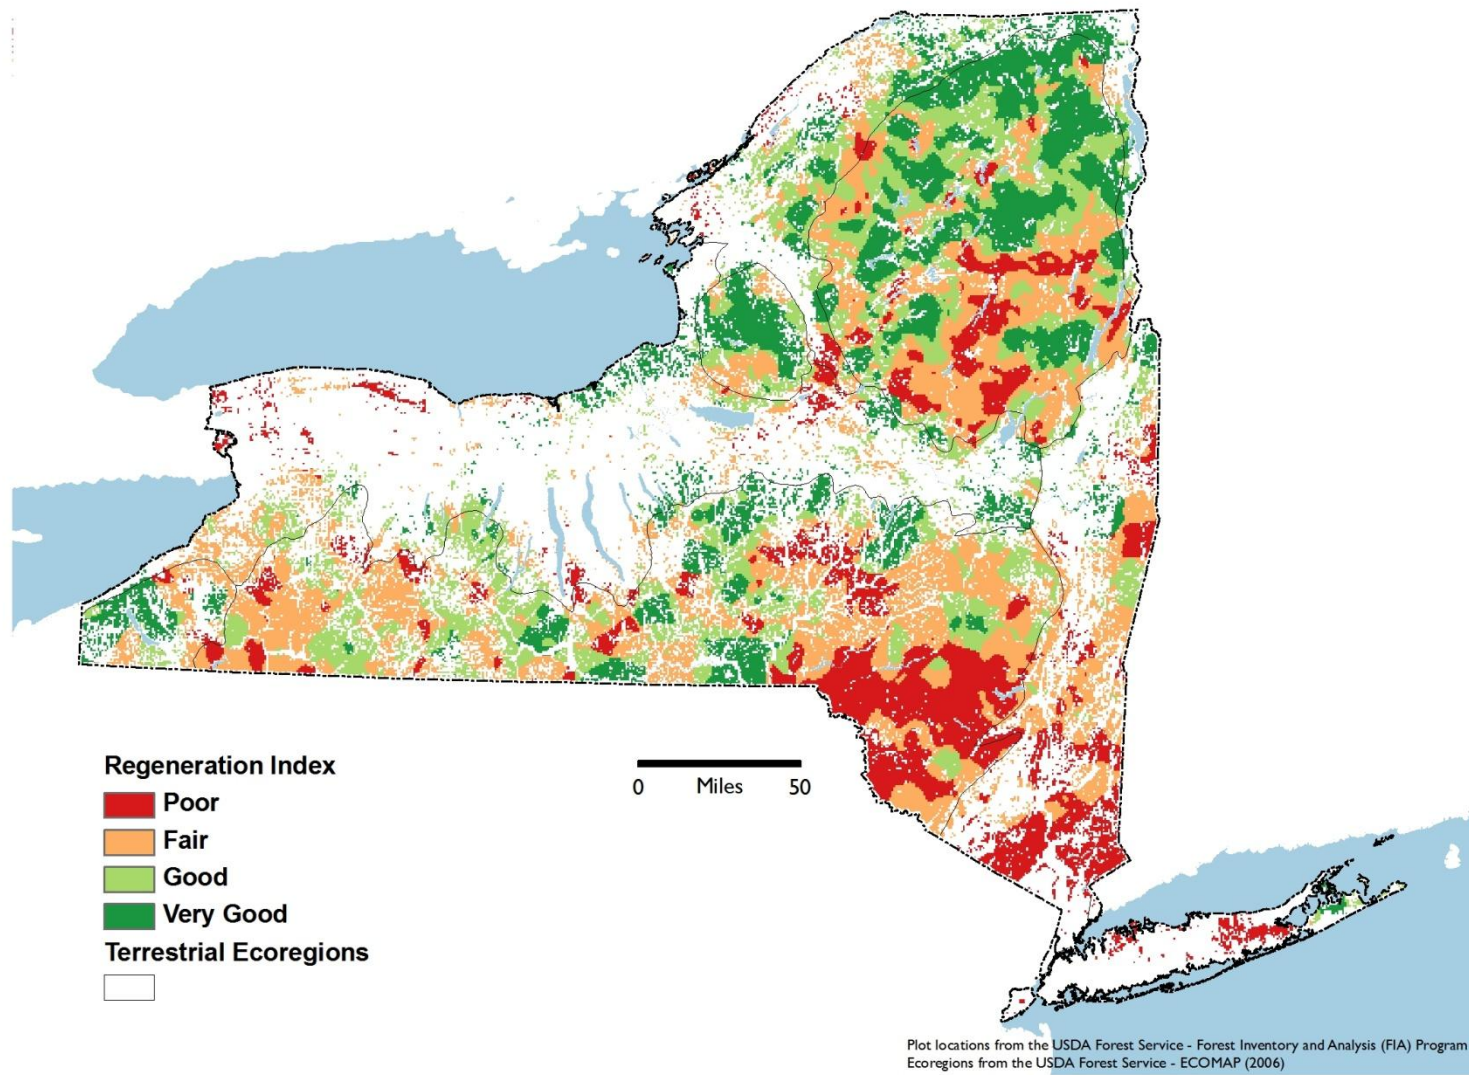 Regeneration Index
Poor
Fair
Good
Very Good
Terrestrial Ecoregions
0 Miles 50
Plot locations from the USDA Forest Service - Forest Inventory and Analysis (FIA) Program
Ecoregions from the USDA Forest Service - ECOMAP (2006)